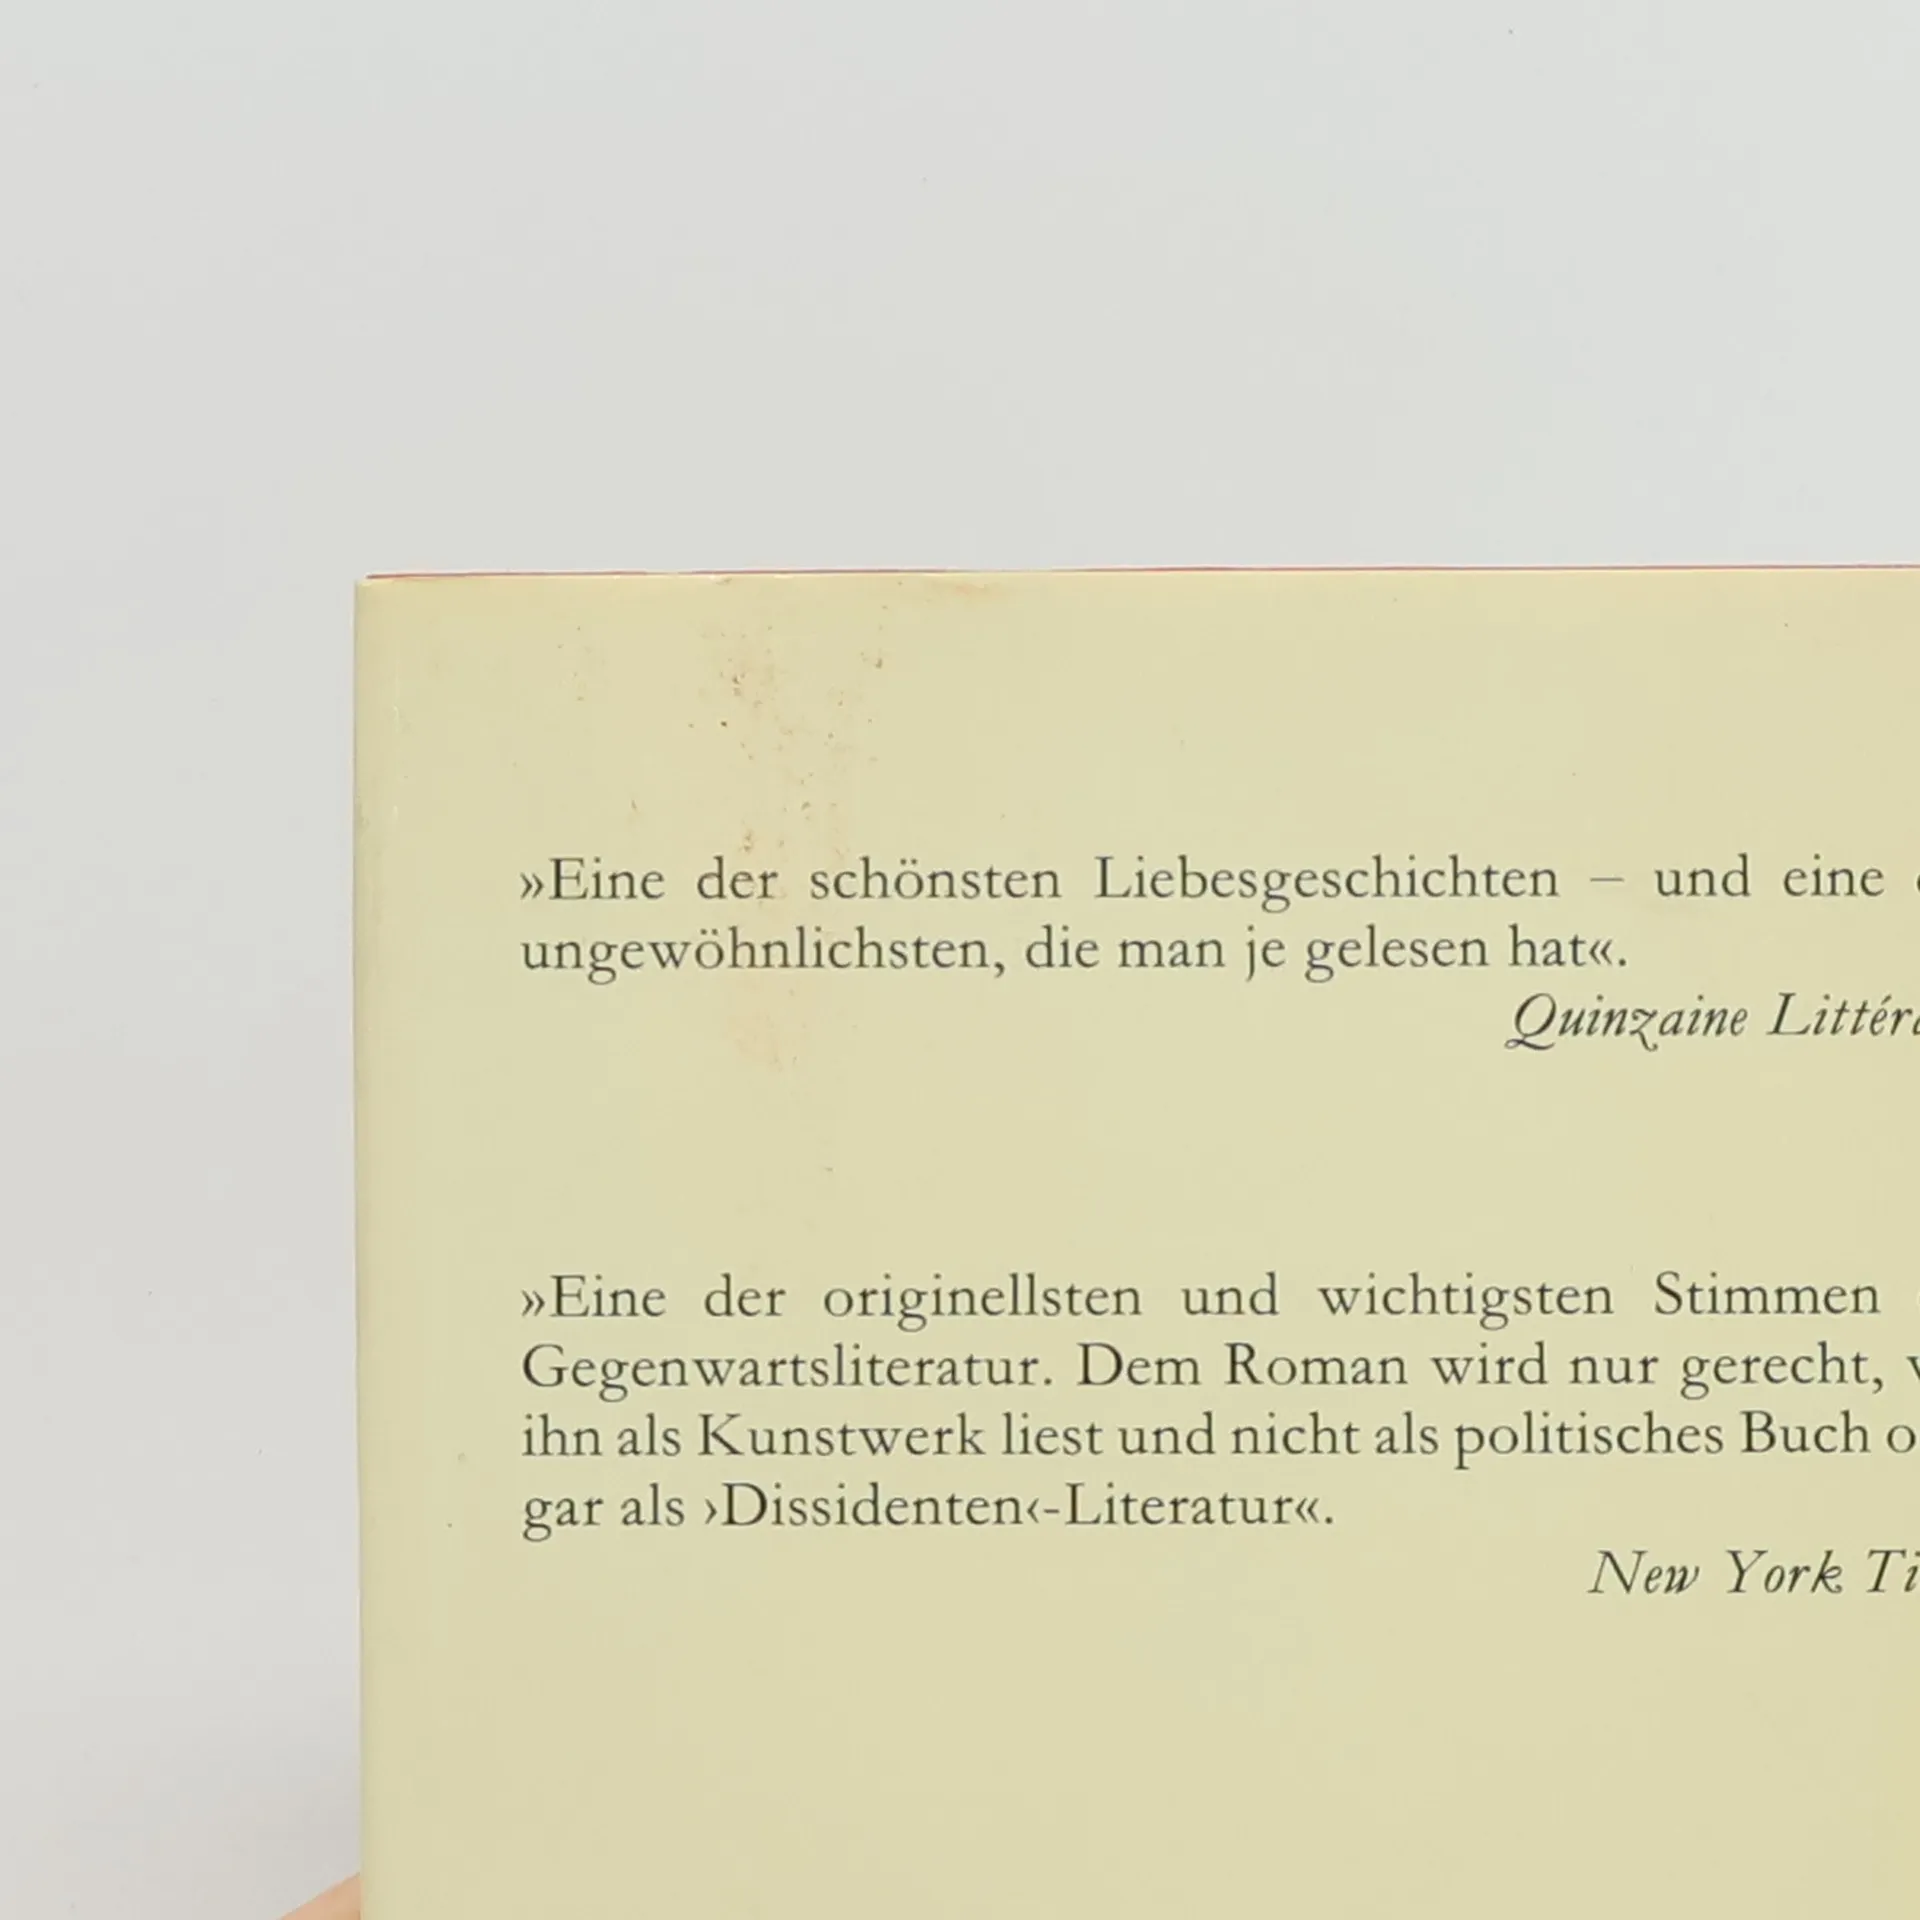 »Eine der schönsten Liebesgeschichten – und eine
ungewöhnlichsten, die man je gelesen hat«.
Quinzaine
»Eine der originellsten und wichtigsten Stimmen
Gegenwartsliteratur. Dem Roman wird nur gerecht,
ihn als Kunstwerk liest und nicht als politisches Buch
gar als ›Dissidenten‹-Literatur«.
New York